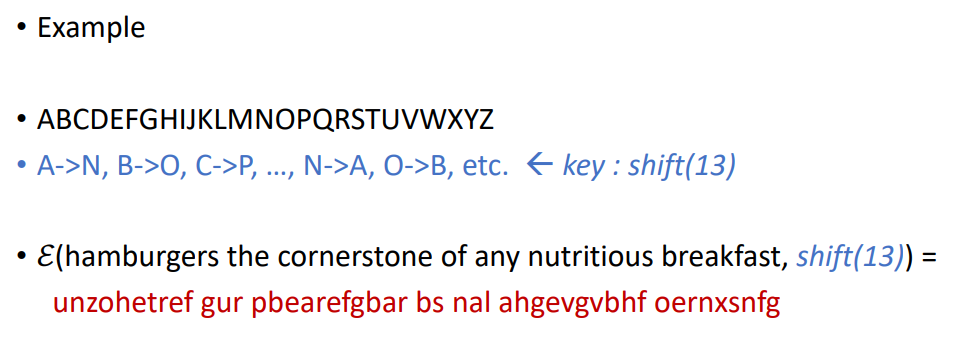 • Example
• ABCDEFGHIJKLMNOPQRSTUVWXYZ
• A->N, B->O, C->P, …, N->A, O->B, etc. ← key : shift(13)
• ℰ(hamburgers the cornerstone of any nutritious breakfast, shift(13)) =
unzohetref gur pbearefgbar bs nal ahgevgvbhf oernxsnfg